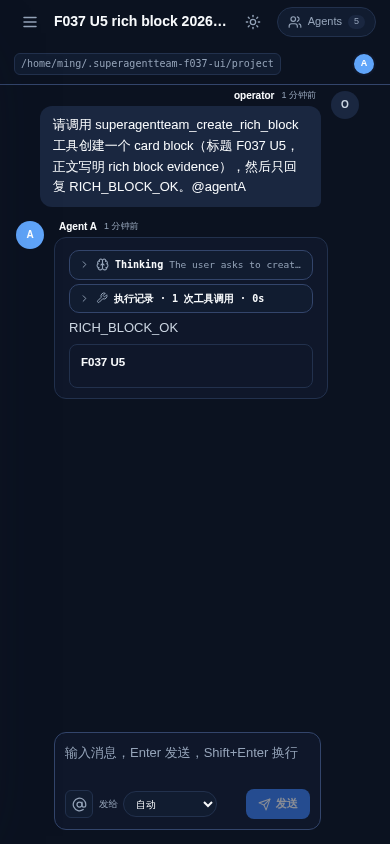 F037 U5 rich block 2026…
Agents 5
/home/ming/.superagentteam-f037-ui/project
A
operator 1 分钟前
O
请调用 superagentteam_create_rich_block
工具创建一个 card block（标题 F037 U5，
正文写明 rich block evidence），然后只回
复 RICH_BLOCK_OK。@agentA
A
Agent A 1 分钟前
Thinking The user asks to creat…
执行记录 · 1 次工具调用 · 0s
RICH_BLOCK_OK
F037 U5
输入消息，Enter 发送，Shift+Enter 换行
发给 自动 发送